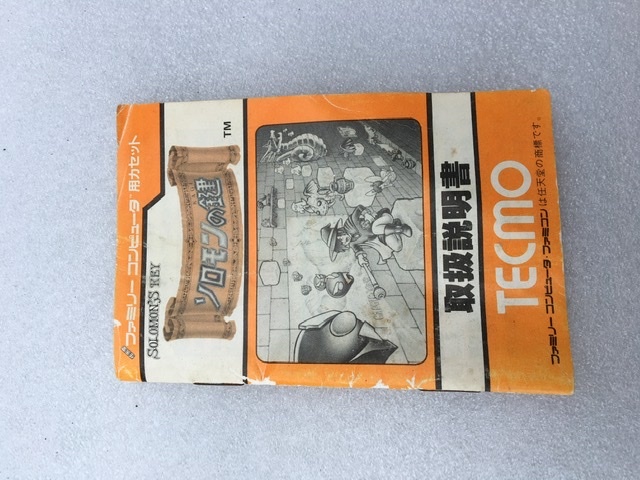 ファミリー コンピュータ™用カセット
SOLOMON'S KEY
ソロモンの鍵
TM
取扱説明書
TECMO
ファミリーコンピュータ ファミコンは任天堂の商標です。